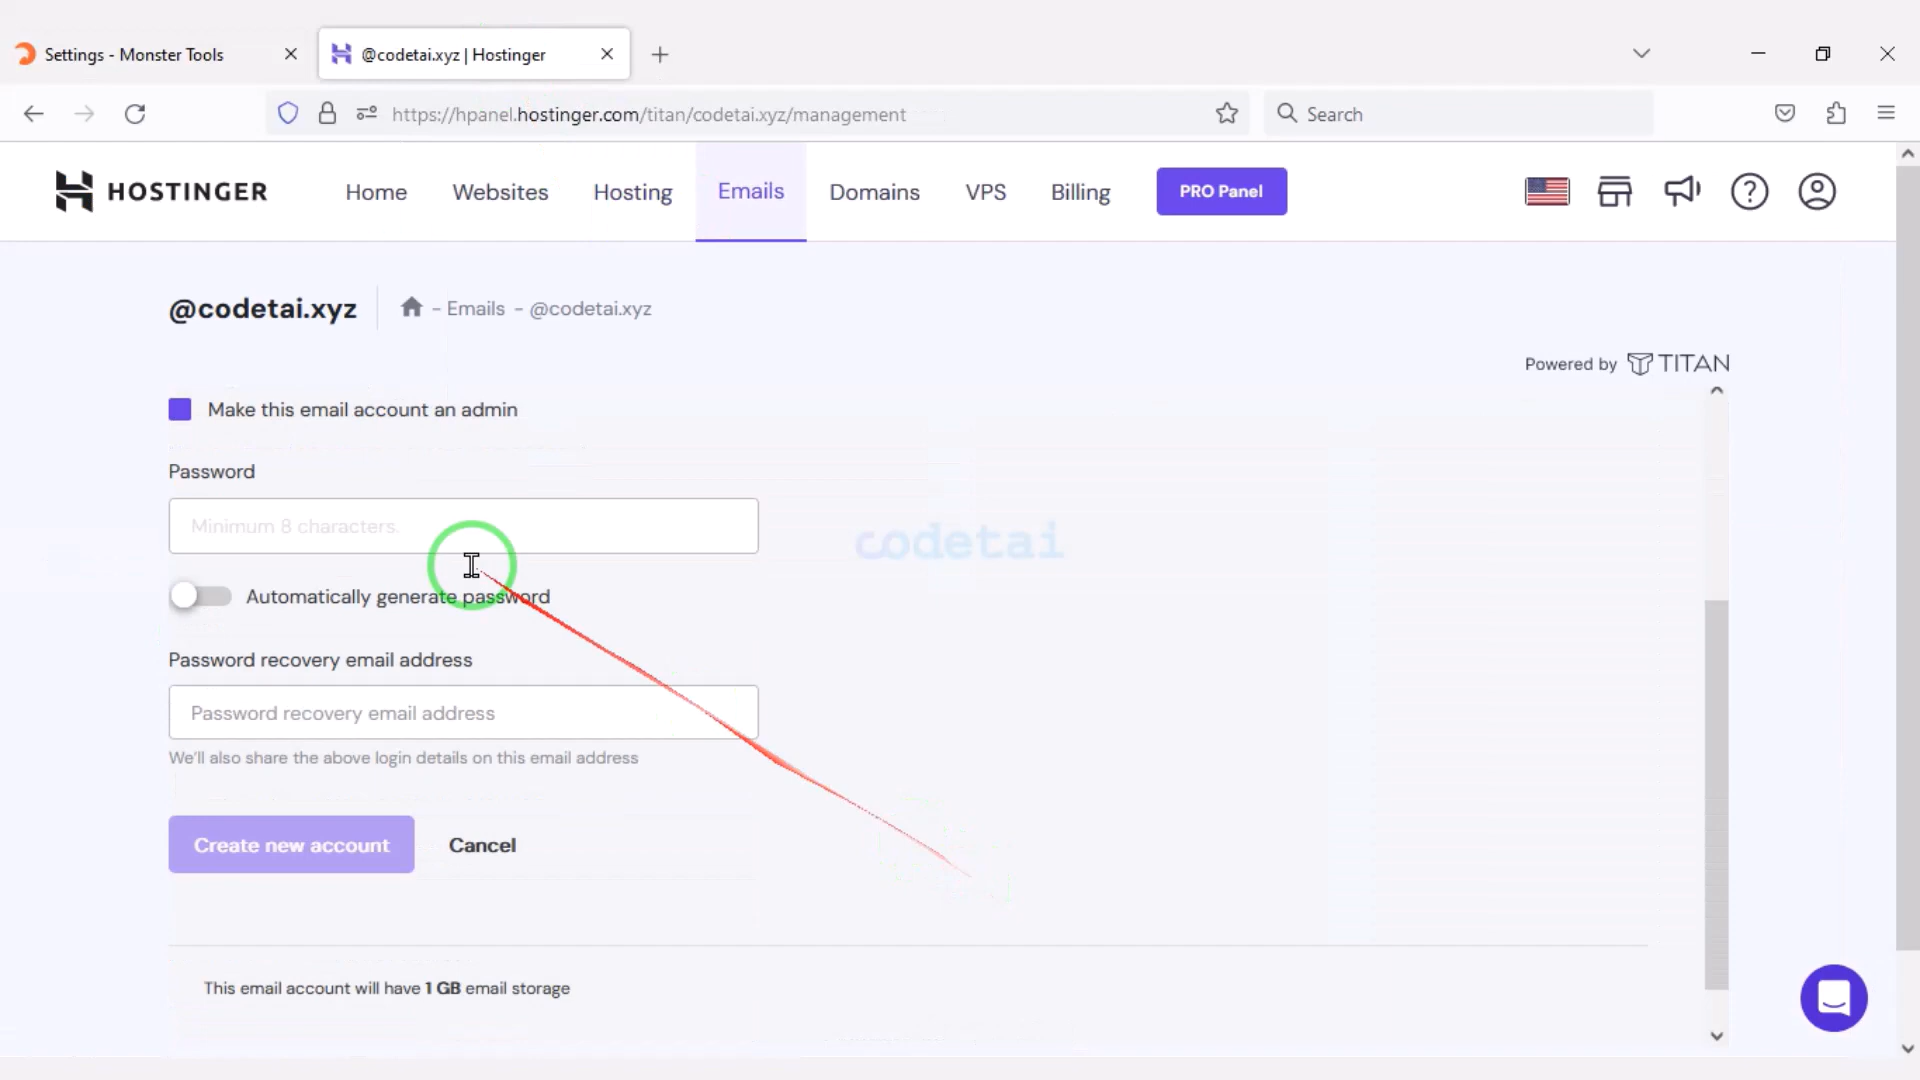 Settings - Monster Tools
@codetai.xyz | Hostinger
https://hpanel.hostinger.com/titan/codetai.xyz/management
Search
HOSTINGER
Home
Websites
Hosting
Emails
Domains
VPS
Billing
PRO Panel
@codetai.xyz
- Emails - @codetai.xyz
Powered by TITAN
Make this email account an admin
Password
Minimum 8 characters.
codetai
Automatically generate password
Password recovery email address
Password recovery email address
We'll also share the above login details on this email address
Create new account
Cancel
This email account will have 1 GB email storage